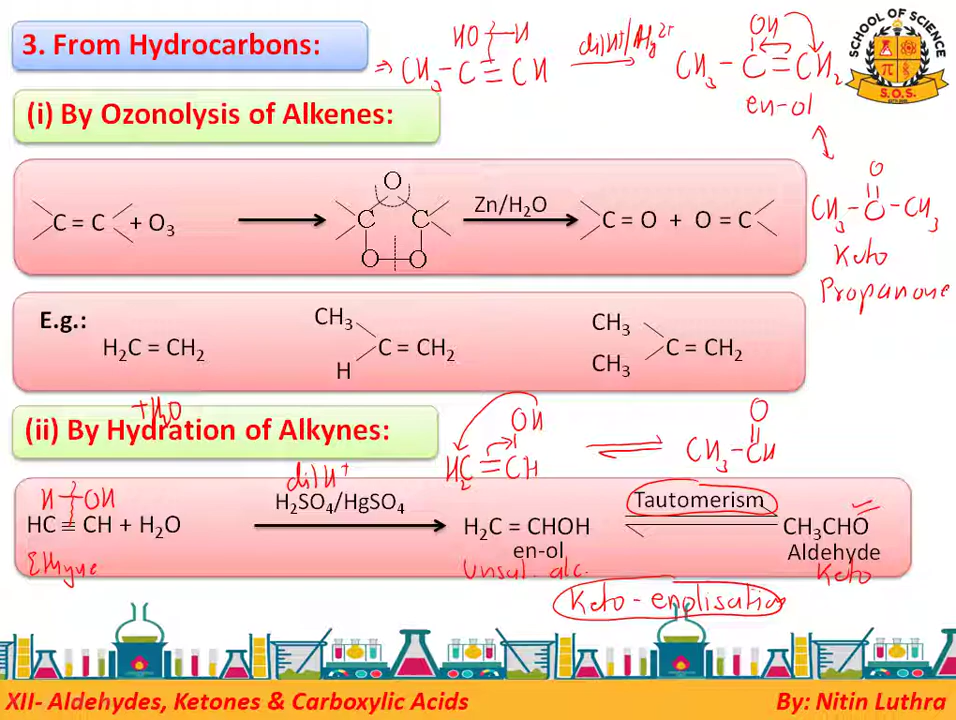 3. From Hydrocarbons:
HO H
⇒ CH3 – C ≡ CH
dil H+/Hg2+
OH
CH3 – C = CH2
en-ol
SCHOOL OF SCIENCE
S.O.S.
(i) By Ozonolysis of Alkenes:
C = C + O3
O
C C
O O
Zn/H2O
C = O + O = C
O
CH3 – C – CH3
Keto
Propanone
E.g.:
H2C = CH2
CH3
H
C = CH2
CH3
CH3
C = CH2
+H2O
(ii) By Hydration of Alkynes:
OH
H2C = CH
O
CH3 – CH
H OH
HC ≡ CH + H2O
Ethyne
dil H+
H2SO4/HgSO4
H2C = CHOH
en-ol
Unsat. alc.
Tautomerism
CH3CHO
Aldehyde
Keto
Keto - enolisation
XII- Aldehydes, Ketones & Carboxylic Acids
By: Nitin Luthra